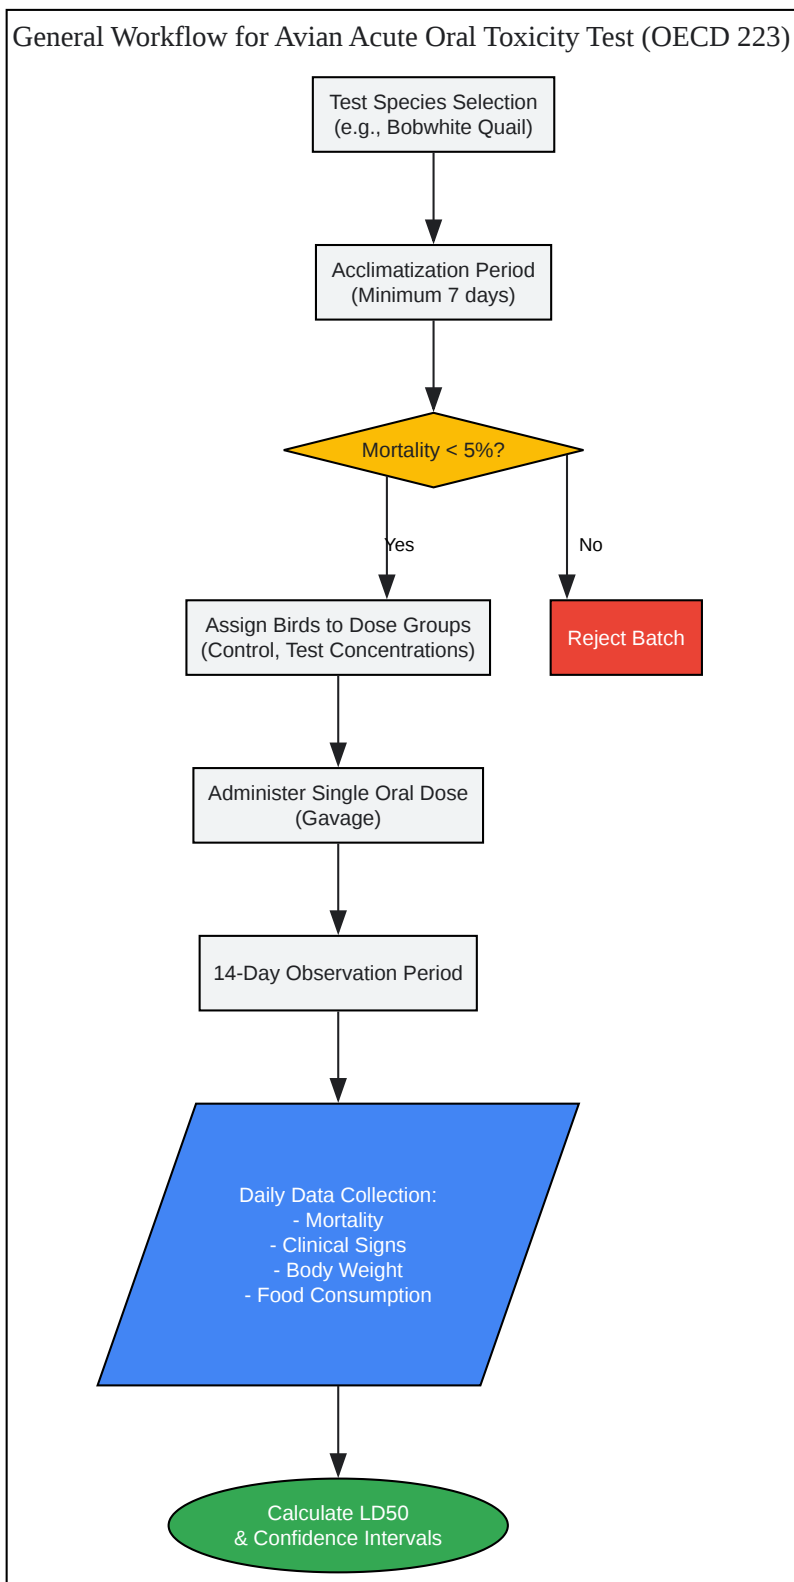 General Workflow for Avian Acute Oral Toxicity Test (OECD 223)
Test Species Selection
(e.g., Bobwhite Quail)
Acclimatization Period
(Minimum 7 days)
Mortality < 5%?
Yes
No
Assign Birds to Dose Groups
(Control, Test Concentrations)
Reject Batch
Administer Single Oral Dose
(Gavage)
14-Day Observation Period
Daily Data Collection:
- Mortality
- Clinical Signs
- Body Weight
- Food Consumption
Calculate LD50
& Confidence Intervals